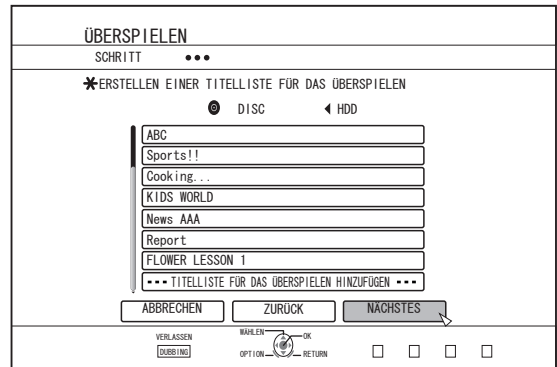 ÜBERSPIELEN
SCHRITT
ERSTELLEN EINER TITELLISTE FÜR DAS ÜBERSPIELEN
DISC HDD
ABC
Sports!!
Cooking...
KIDS WORLD
News AAA
Report
FLOWER LESSON 1
--- TITELLISTE FÜR DAS ÜBERSPIELEN HINZUFÜGEN ---
ABBRECHEN ZURÜCK NÄCHSTES
VERLASSEN WÄHLEN OK
DUBBING OPTION RETURN